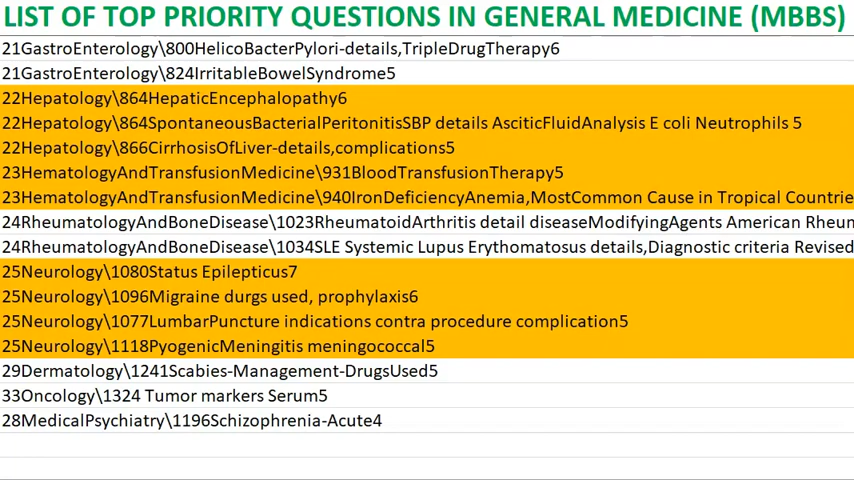 LIST OF TOP PRIORITY QUESTIONS IN GENERAL MEDICINE (MBBS)
21GastroEnterology\800HelicoBacterPylori-details,TripleDrugTherapy6
21GastroEnterology\824IrritableBowelSyndrome5
22Hepatology\864HepaticEncephalopathy6
22Hepatology\864SpontaneousBacterialPeritonitisSBP details AsciticFluidAnalysis E coli Neutrophils 5
22Hepatology\866CirrhosisOfLiver-details,complications5
23HematologyAndTransfusionMedicine\931BloodTransfusionTherapy5
23HematologyAndTransfusionMedicine\940IronDeficiencyAnemia,MostCommon Cause in Tropical Countrie
24RheumatologyAndBoneDisease\1023RheumatoidArthritis detail diseaseModifyingAgents American Rheum
24RheumatologyAndBoneDisease\1034SLE Systemic Lupus Erythomatosus details,Diagnostic criteria Revised
25Neurology\1080Status Epilepticus7
25Neurology\1096Migraine durgs used, prophylaxis6
25Neurology\1077LumbarPuncture indications contra procedure complication5
25Neurology\1118PyogenicMeningitis meningococcal5
29Dermatology\1241Scabies-Management-DrugsUsed5
33Oncology\1324 Tumor markers Serum5
28MedicalPsychiatry\1196Schizophrenia-Acute4